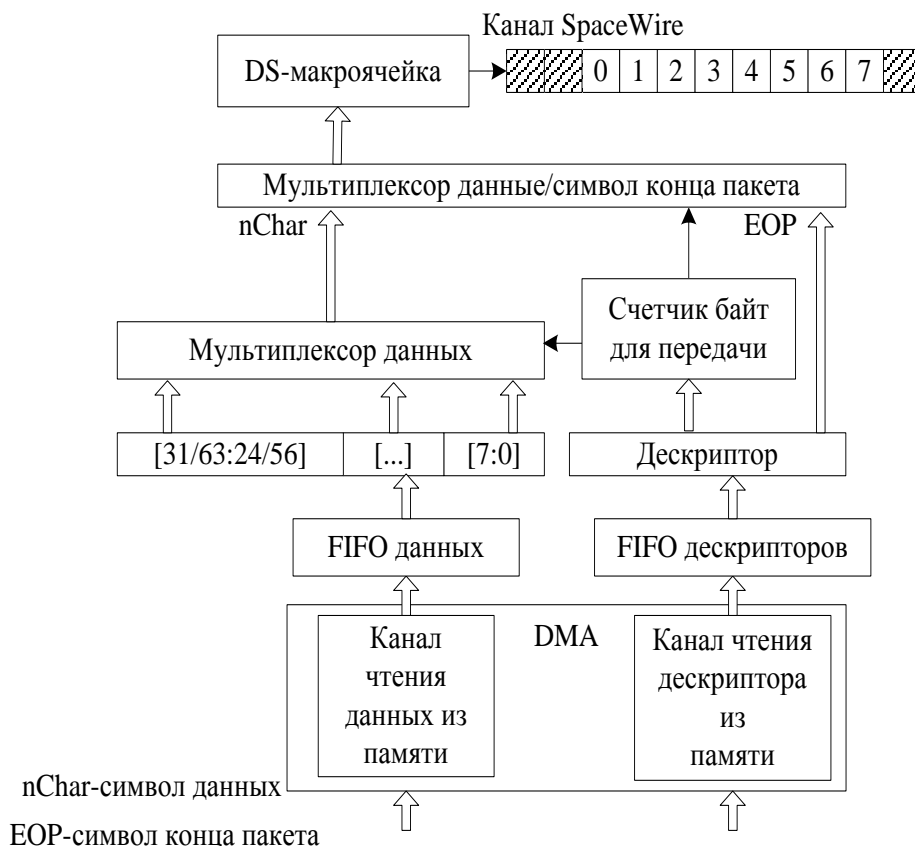 Канал SpaceWire
DS-макроячейка
0 1 2 3 4 5 6 7
Мультиплексор данные/символ конца пакета
nChar
EOP
Счетчик байт
для передачи
Мультиплексор данных
[31/63:24/56]
[...]
[7:0]
Дескриптор
FIFO данных
FIFO дескрипторов
Канал
чтения
данных из
памяти
DMA
Канал чтения
дескриптора
из
памяти
nChar-символ данных
EOP-символ конца пакета